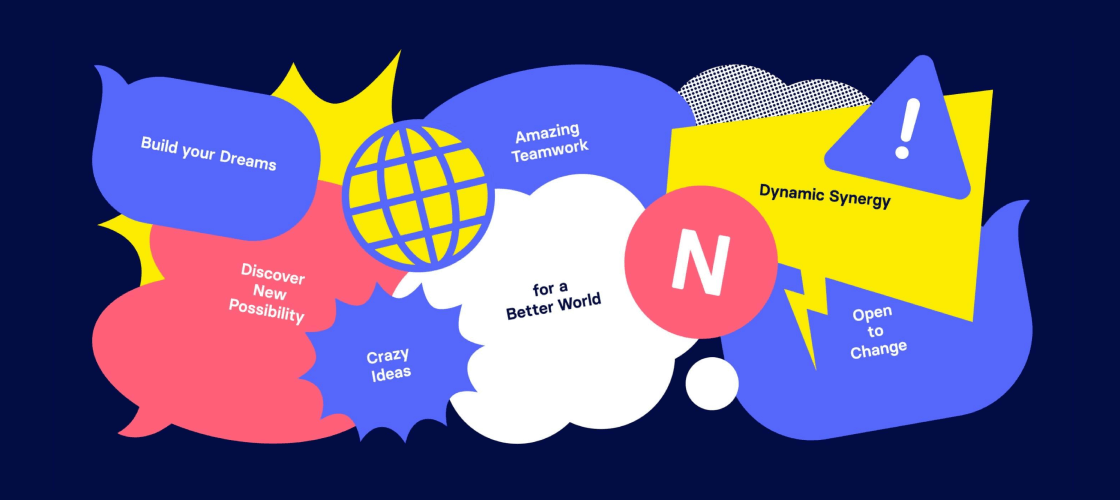 Build your Dreams
Amazing
Teamwork
Dynamic Synergy
!
N
Discover
New
Possibility
for a
Better World
Open
to
Change
Crazy
Ideas